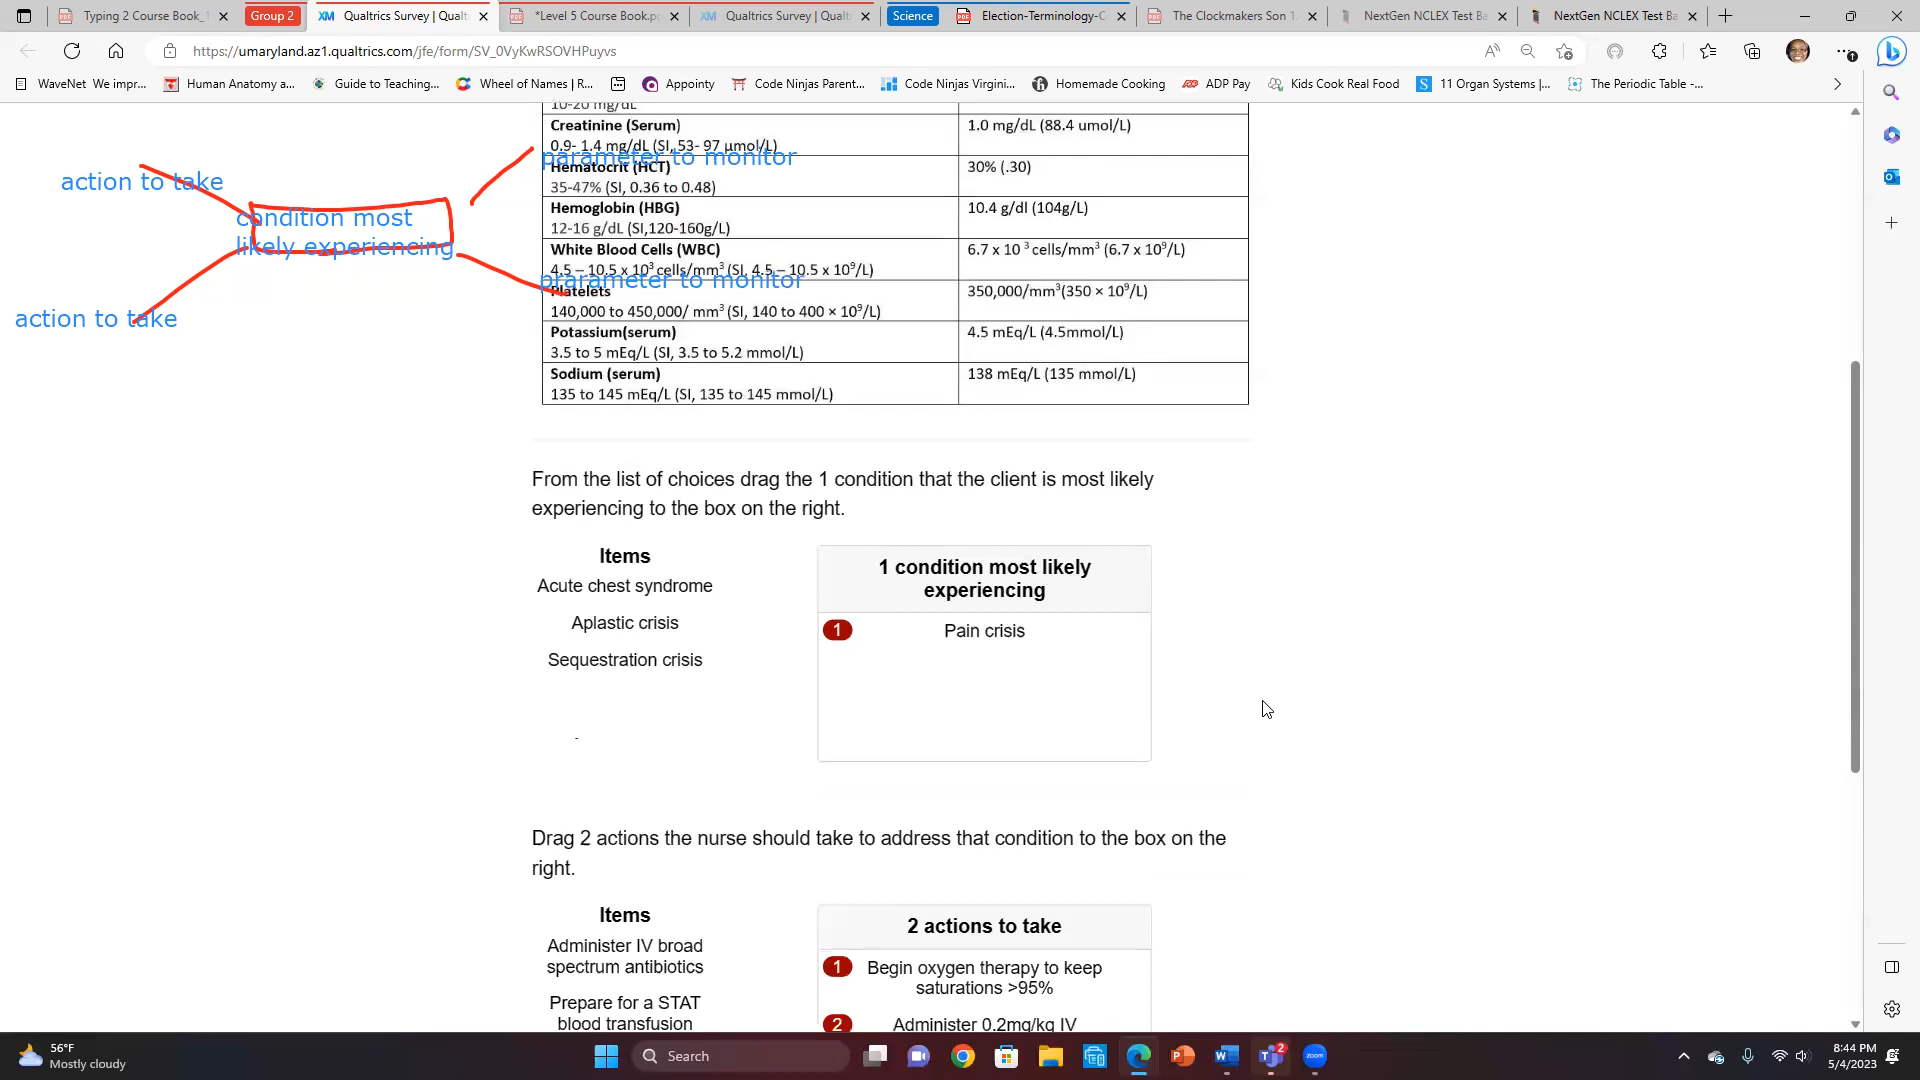 Typing 2 Course Book_1
Group 2
Qualtrics Survey | Qualt
*Level 5 Course Book.pd
Qualtrics Survey | Qualt
Science
Election-Terminology-C
The Clockmakers Son 1.
NextGen NCLEX Test Ba
NextGen NCLEX Test Ba
https://umaryland.az1.qualtrics.com/jfe/form/SV_0VyKwRSOVHPuyvs
WaveNet We impr...
Human Anatomy a...
Guide to Teaching...
Wheel of Names | R...
Appointy
Code Ninjas Parent...
Code Ninjas Virgini...
Homemade Cooking
ADP Pay
Kids Cook Real Food
11 Organ Systems |...
The Periodic Table -...
10-20 mg/dL
Creatinine (Serum)
0.9- 1.4 mg/dL (SI, 53- 97 µmol/L)
1.0 mg/dL (88.4 umol/L)
Hematocrit (HCT)
35-47% (SI, 0.36 to 0.48)
30% (.30)
Hemoglobin (HBG)
12-16 g/dL (SI,120-160g/L)
10.4 g/dl (104g/L)
White Blood Cells (WBC)
4.5 – 10.5 x 10³ cells/mm³ (SI, 4.5 – 10.5 x 10⁹/L)
6.7 x 10 ³ cells/mm³ (6.7 x 10⁹/L)
Platelets
140,000 to 450,000/ mm³ (SI, 140 to 400 × 10⁹/L)
350,000/mm³(350 × 10⁹/L)
Potassium(serum)
3.5 to 5 mEq/L (SI, 3.5 to 5.2 mmol/L)
4.5 mEq/L (4.5mmol/L)
Sodium (serum)
135 to 145 mEq/L (SI, 135 to 145 mmol/L)
138 mEq/L (135 mmol/L)
parameter to monitor
action to take
condition most
likely experiencing
prarameter to monitor
action to take
From the list of choices drag the 1 condition that the client is most likely
experiencing to the box on the right.
Items
Acute chest syndrome
Aplastic crisis
Sequestration crisis
1 condition most likely
experiencing
1 Pain crisis
Drag 2 actions the nurse should take to address that condition to the box on the
right.
Items
Administer IV broad
spectrum antibiotics
Prepare for a STAT
blood transfusion
2 actions to take
1 Begin oxygen therapy to keep
saturations >95%
2 Administer 0.2mg/kg IV
56°F
Mostly cloudy
Search
2
zoom
8:44 PM
5/4/2023